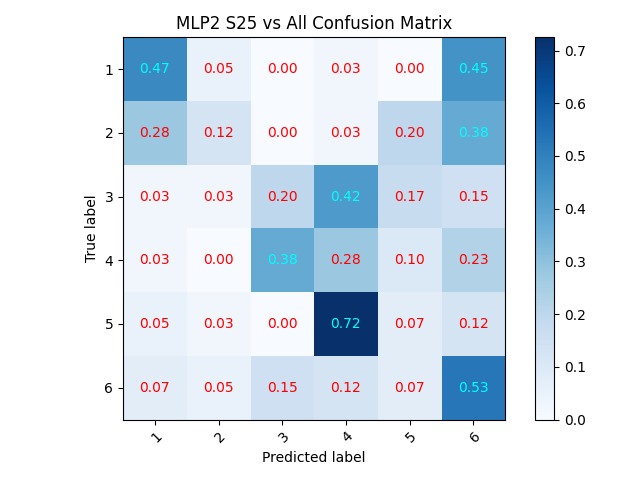 MLP2 S25 vs All Confusion Matrix
1 0.47 0.05 0.00 0.03 0.00 0.45
2 0.28 0.12 0.00 0.03 0.20 0.38
3 0.03 0.03 0.20 0.42 0.17 0.15
4 0.03 0.00 0.38 0.28 0.10 0.23
5 0.05 0.03 0.00 0.72 0.07 0.12
6 0.07 0.05 0.15 0.12 0.07 0.53
1 2 3 4 5 6
True label
Predicted label
0.7
0.6
0.5
0.4
0.3
0.2
0.1
0.0